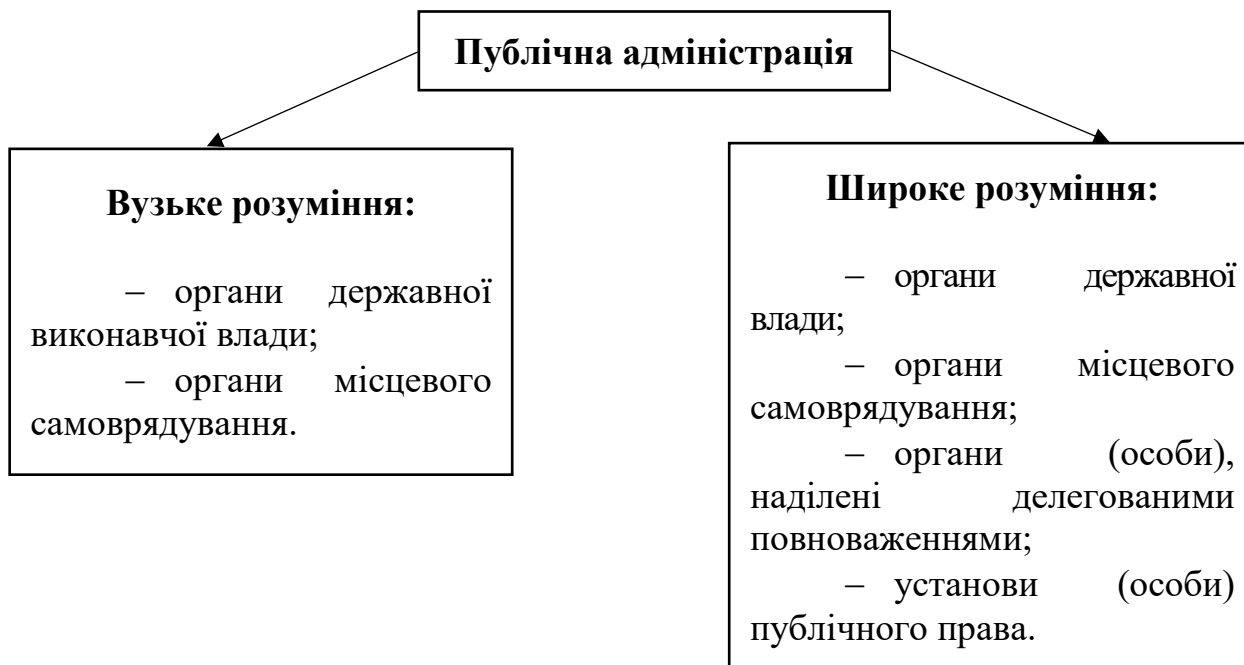 Публічна адміністрація
Вузьке розуміння:
– органи державної
виконавчої влади;
– органи місцевого
самоврядування.
Широке розуміння:
– органи державної
влади;
– органи місцевого
самоврядування;
– органи (особи),
наділені делегованими
повноваженнями;
– установи (особи)
публічного права.